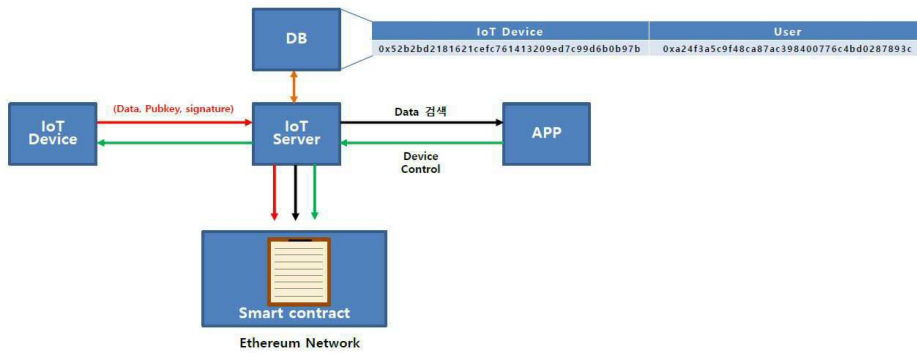 DB
IoT Device
User
0x52b2bd2181621cefc761413209ed7c99d6b0b97b
0xa24f3a5c9f48ca87ac398400776c4bd0287893c
(Data, Pubkey, signature)
IoT
Device
IoT
Server
Data 검색
Device
Control
APP
Smart contract
Ethereum Network